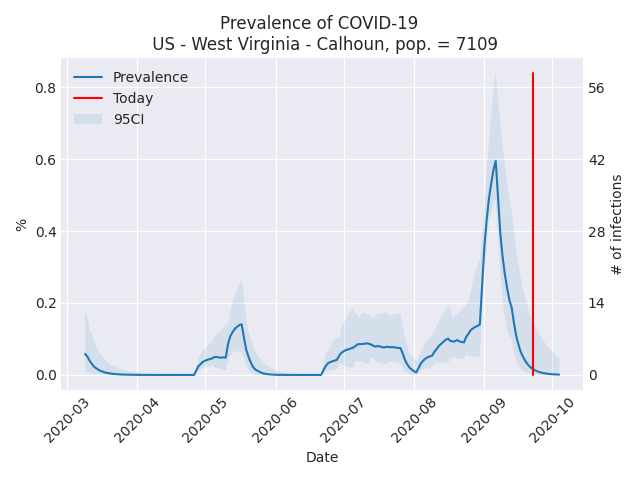 Prevalence of COVID-19
US - West Virginia - Calhoun, pop. = 7109
Prevalence
Today
95CI
0.8
0.6
0.4
0.2
0.0
%
56
42
28
14
0
# of infections
2020-03
2020-04
2020-05
2020-06
2020-07
2020-08
2020-09
2020-10
Date